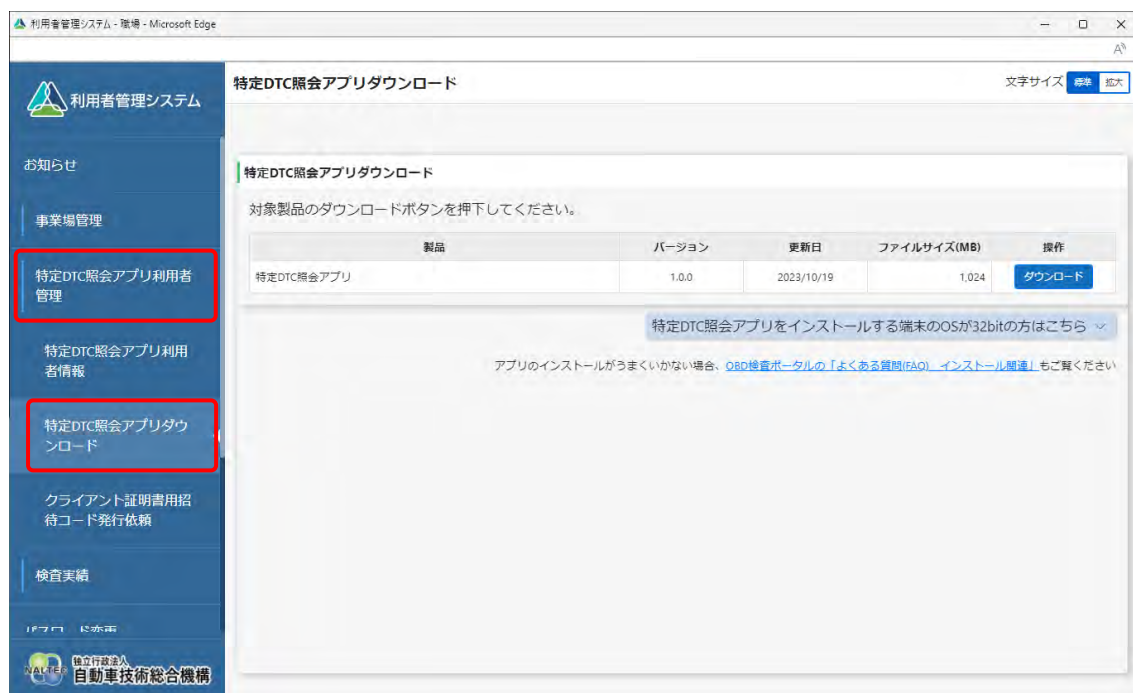 利用者管理システム - 職場 - Microsoft Edge
利用者管理システム
特定DTC照会アプリダウンロード
文字サイズ 標準 拡大
お知らせ
事業場管理
特定DTC照会アプリ利用者
管理
特定DTC照会アプリ利用
者情報
特定DTC照会アプリダウ
ンロード
クライアント証明書用招
待コード発行依頼
検査実績
パスワード変更
NALTEC 独立行政法人
自動車技術総合機構
特定DTC照会アプリダウンロード
対象製品のダウンロードボタンを押下してください。
製品 バージョン 更新日 ファイルサイズ(MB) 操作
特定DTC照会アプリ 1.0.0 2023/10/19 1,024 ダウンロード
特定DTC照会アプリをインストールする端末のOSが32bitの方はこちら
アプリのインストールがうまくいかない場合、OBD検査ポータルの「よくある質問(FAQ)　インストール関連」もご覧ください